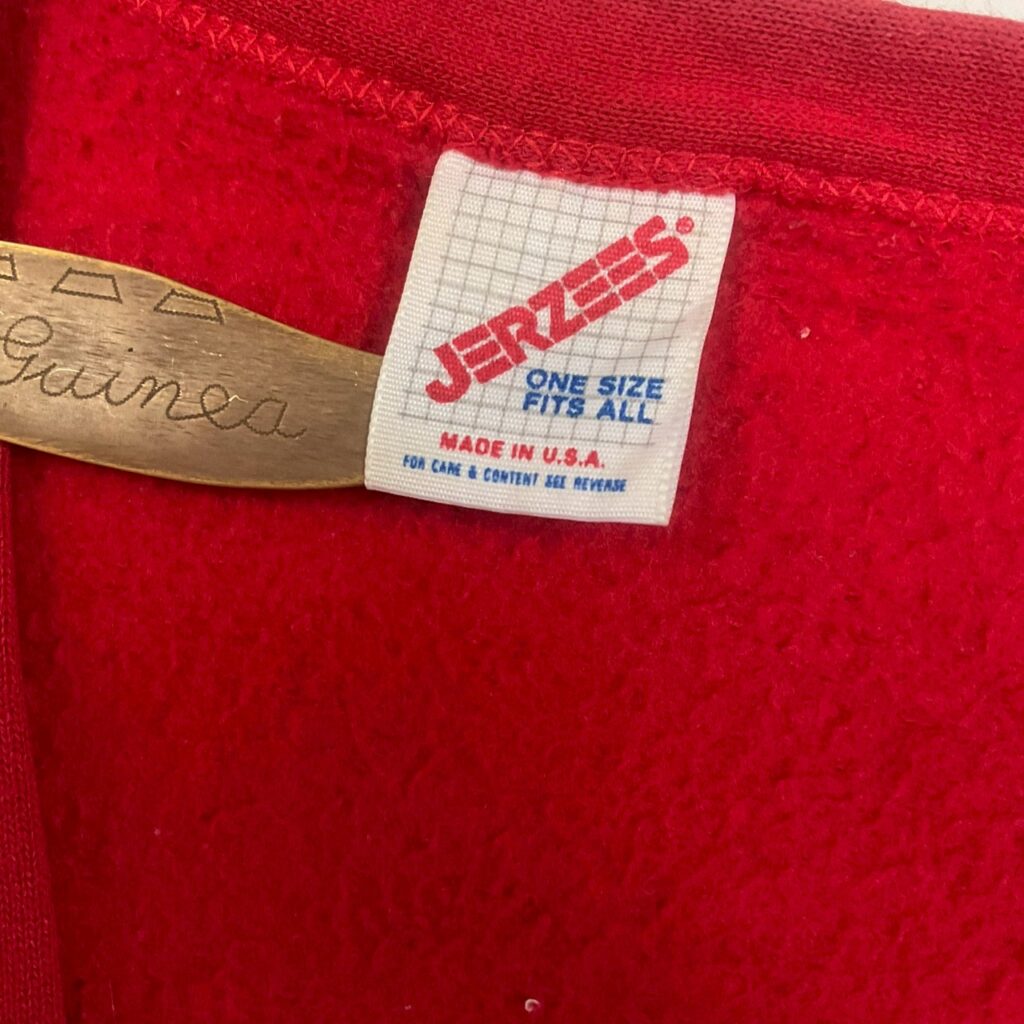 Guinea
JERZEES®
ONE SIZE
FITS ALL
MADE IN U.S.A.
FOR CARE & CONTENT SEE REVERSE